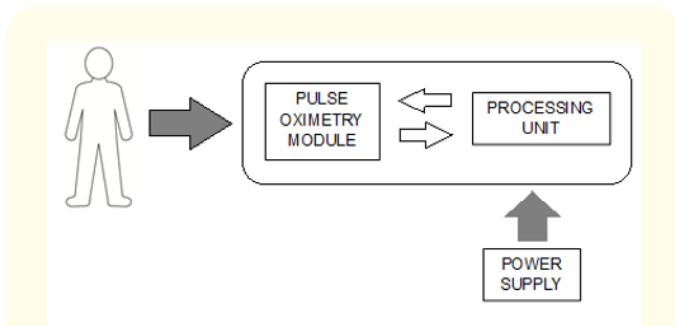 PULSE
OXIMETRY
MODULE
PROCESSING
UNIT
POWER
SUPPLY